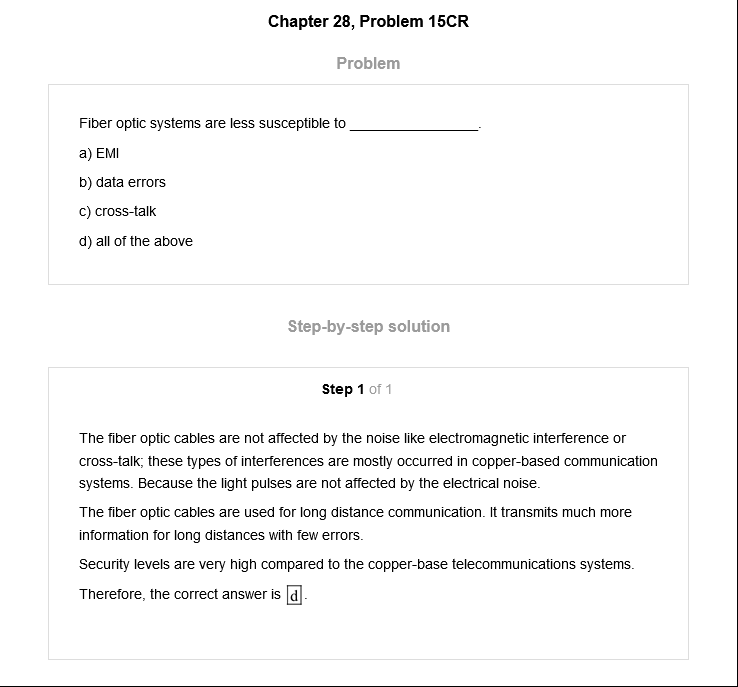 Chapter 28, Problem 15CR
Problem
Fiber optic systems are less susceptible to _________________.
a) EMI
b) data errors
c) cross-talk
d) all of the above
Step-by-step solution
Step 1 of 1
The fiber optic cables are not affected by the noise like electromagnetic interference or
cross-talk; these types of interferences are mostly occurred in copper-based communication
systems. Because the light pulses are not affected by the electrical noise.
The fiber optic cables are used for long distance communication. It transmits much more
information for long distances with few errors.
Security levels are very high compared to the copper-base telecommunications systems.
Therefore, the correct answer is d.